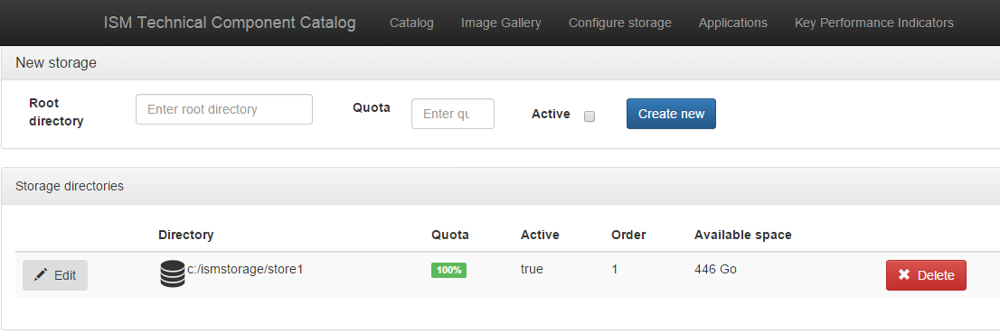 ISM Technical Component Catalog Catalog Image Gallery Configure storage Applications Key Performance Indicators
New storage
Root directory Enter root directory Quota Enter qu Active Create new
Storage directories
Directory Quota Active Order Available space
Edit c:/ismstorage/store1 100% true 1 446 Go Delete